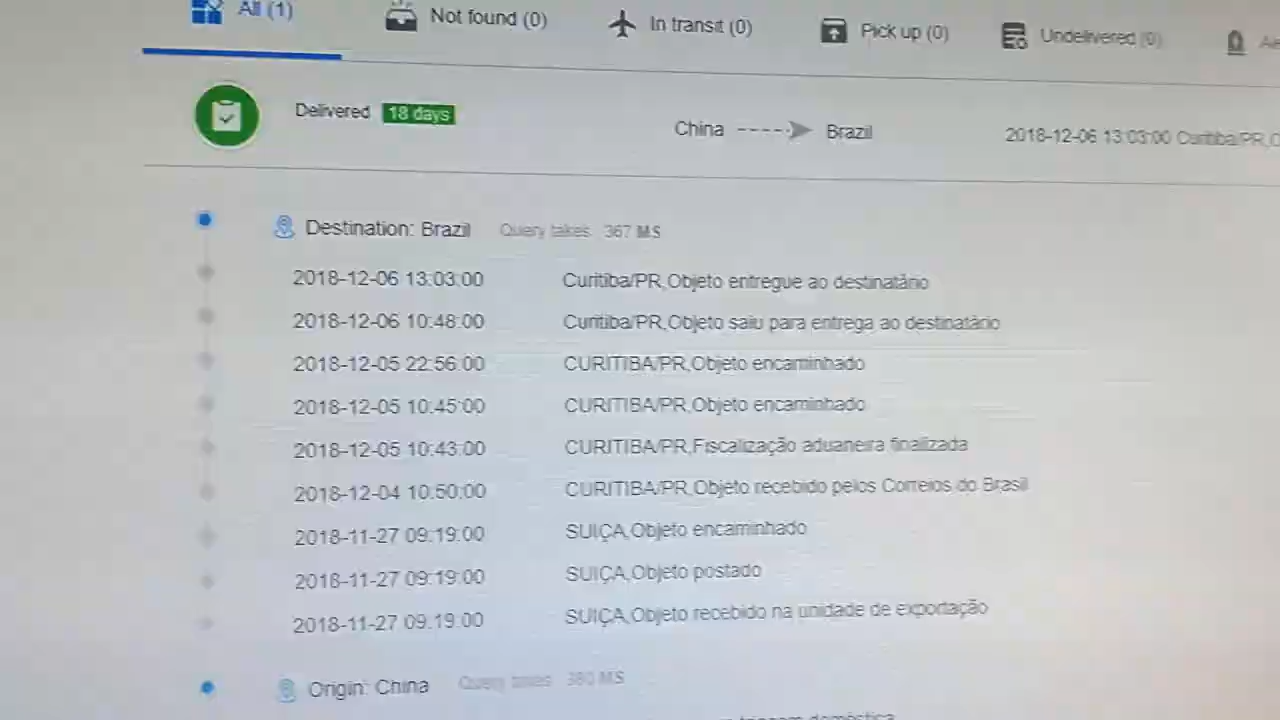 All (1)
Not found (0)
In transit (0)
Pick up (0)
Undelivered (0)
Delivered 18 days
China
Brazil
2018-12-06 13:03:00 Curitiba/PR,O
Destination: Brazil Query takes 367 MS
2018-12-06 13:03:00 Curitiba/PR,Objeto entregue ao destinatário
2018-12-06 10:48:00 Curitiba/PR,Objeto saiu para entrega ao destinatário
2018-12-05 22:56:00 CURITIBA/PR,Objeto encaminhado
2018-12-05 10:45:00 CURITIBA/PR,Objeto encaminhado
2018-12-05 10:43:00 CURITIBA/PR,Fiscalização aduaneira finalizada
2018-12-04 10:50:00 CURITIBA/PR,Objeto recebido pelos Correios do Brasil
2018-11-27 09:19:00 SUIÇA,Objeto encaminhado
2018-11-27 09:19:00 SUIÇA,Objeto postado
2018-11-27 09:19:00 SUIÇA,Objeto recebido na unidade de exportação
Origin: China Query takes 380 MS
doméstica